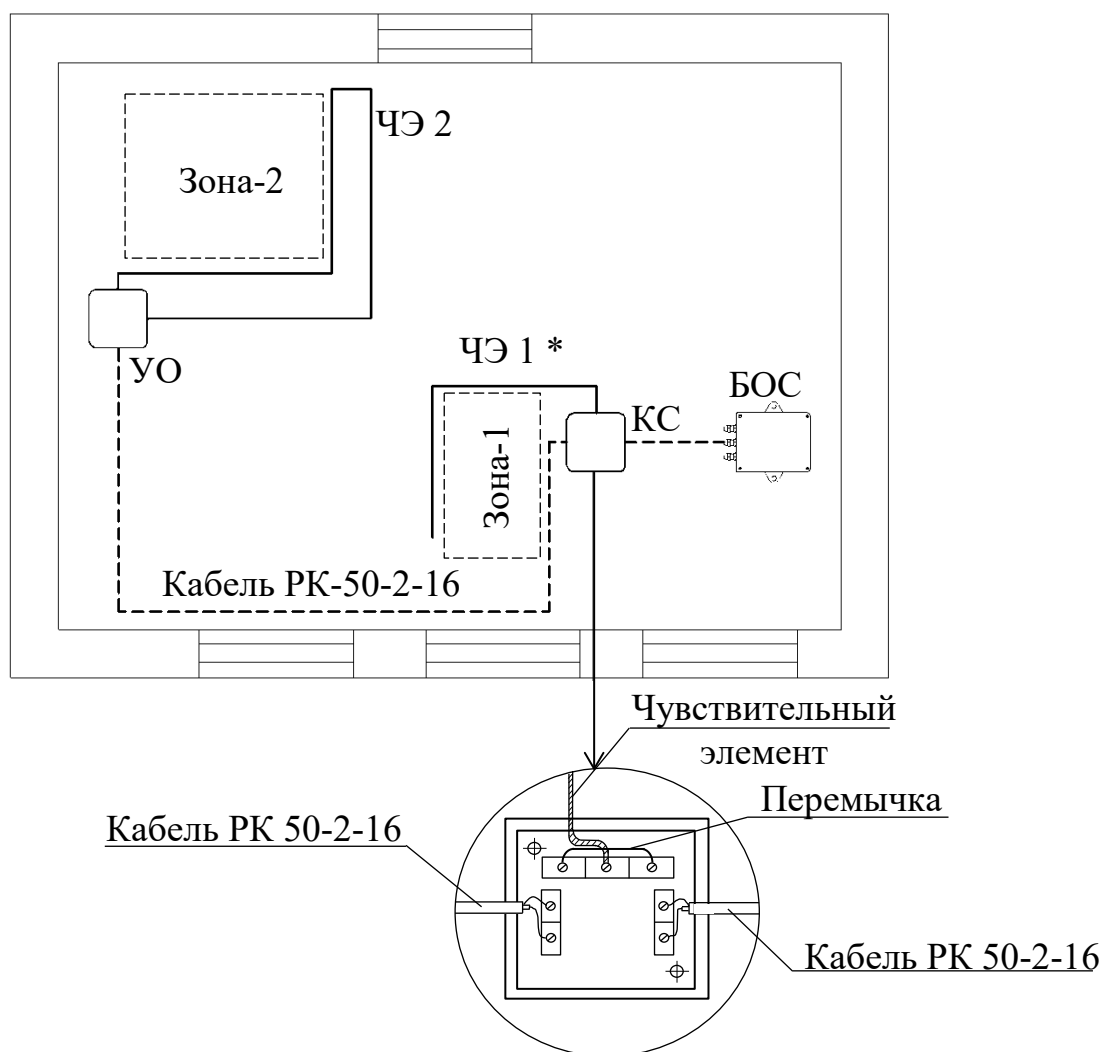 ЧЭ 2
Зона-2
УО
ЧЭ 1 *
БОС
КС
Зона-1
Кабель РК-50-2-16
Чувствительный
элемент
Перемычка
Кабель РК 50-2-16
Кабель РК 50-2-16